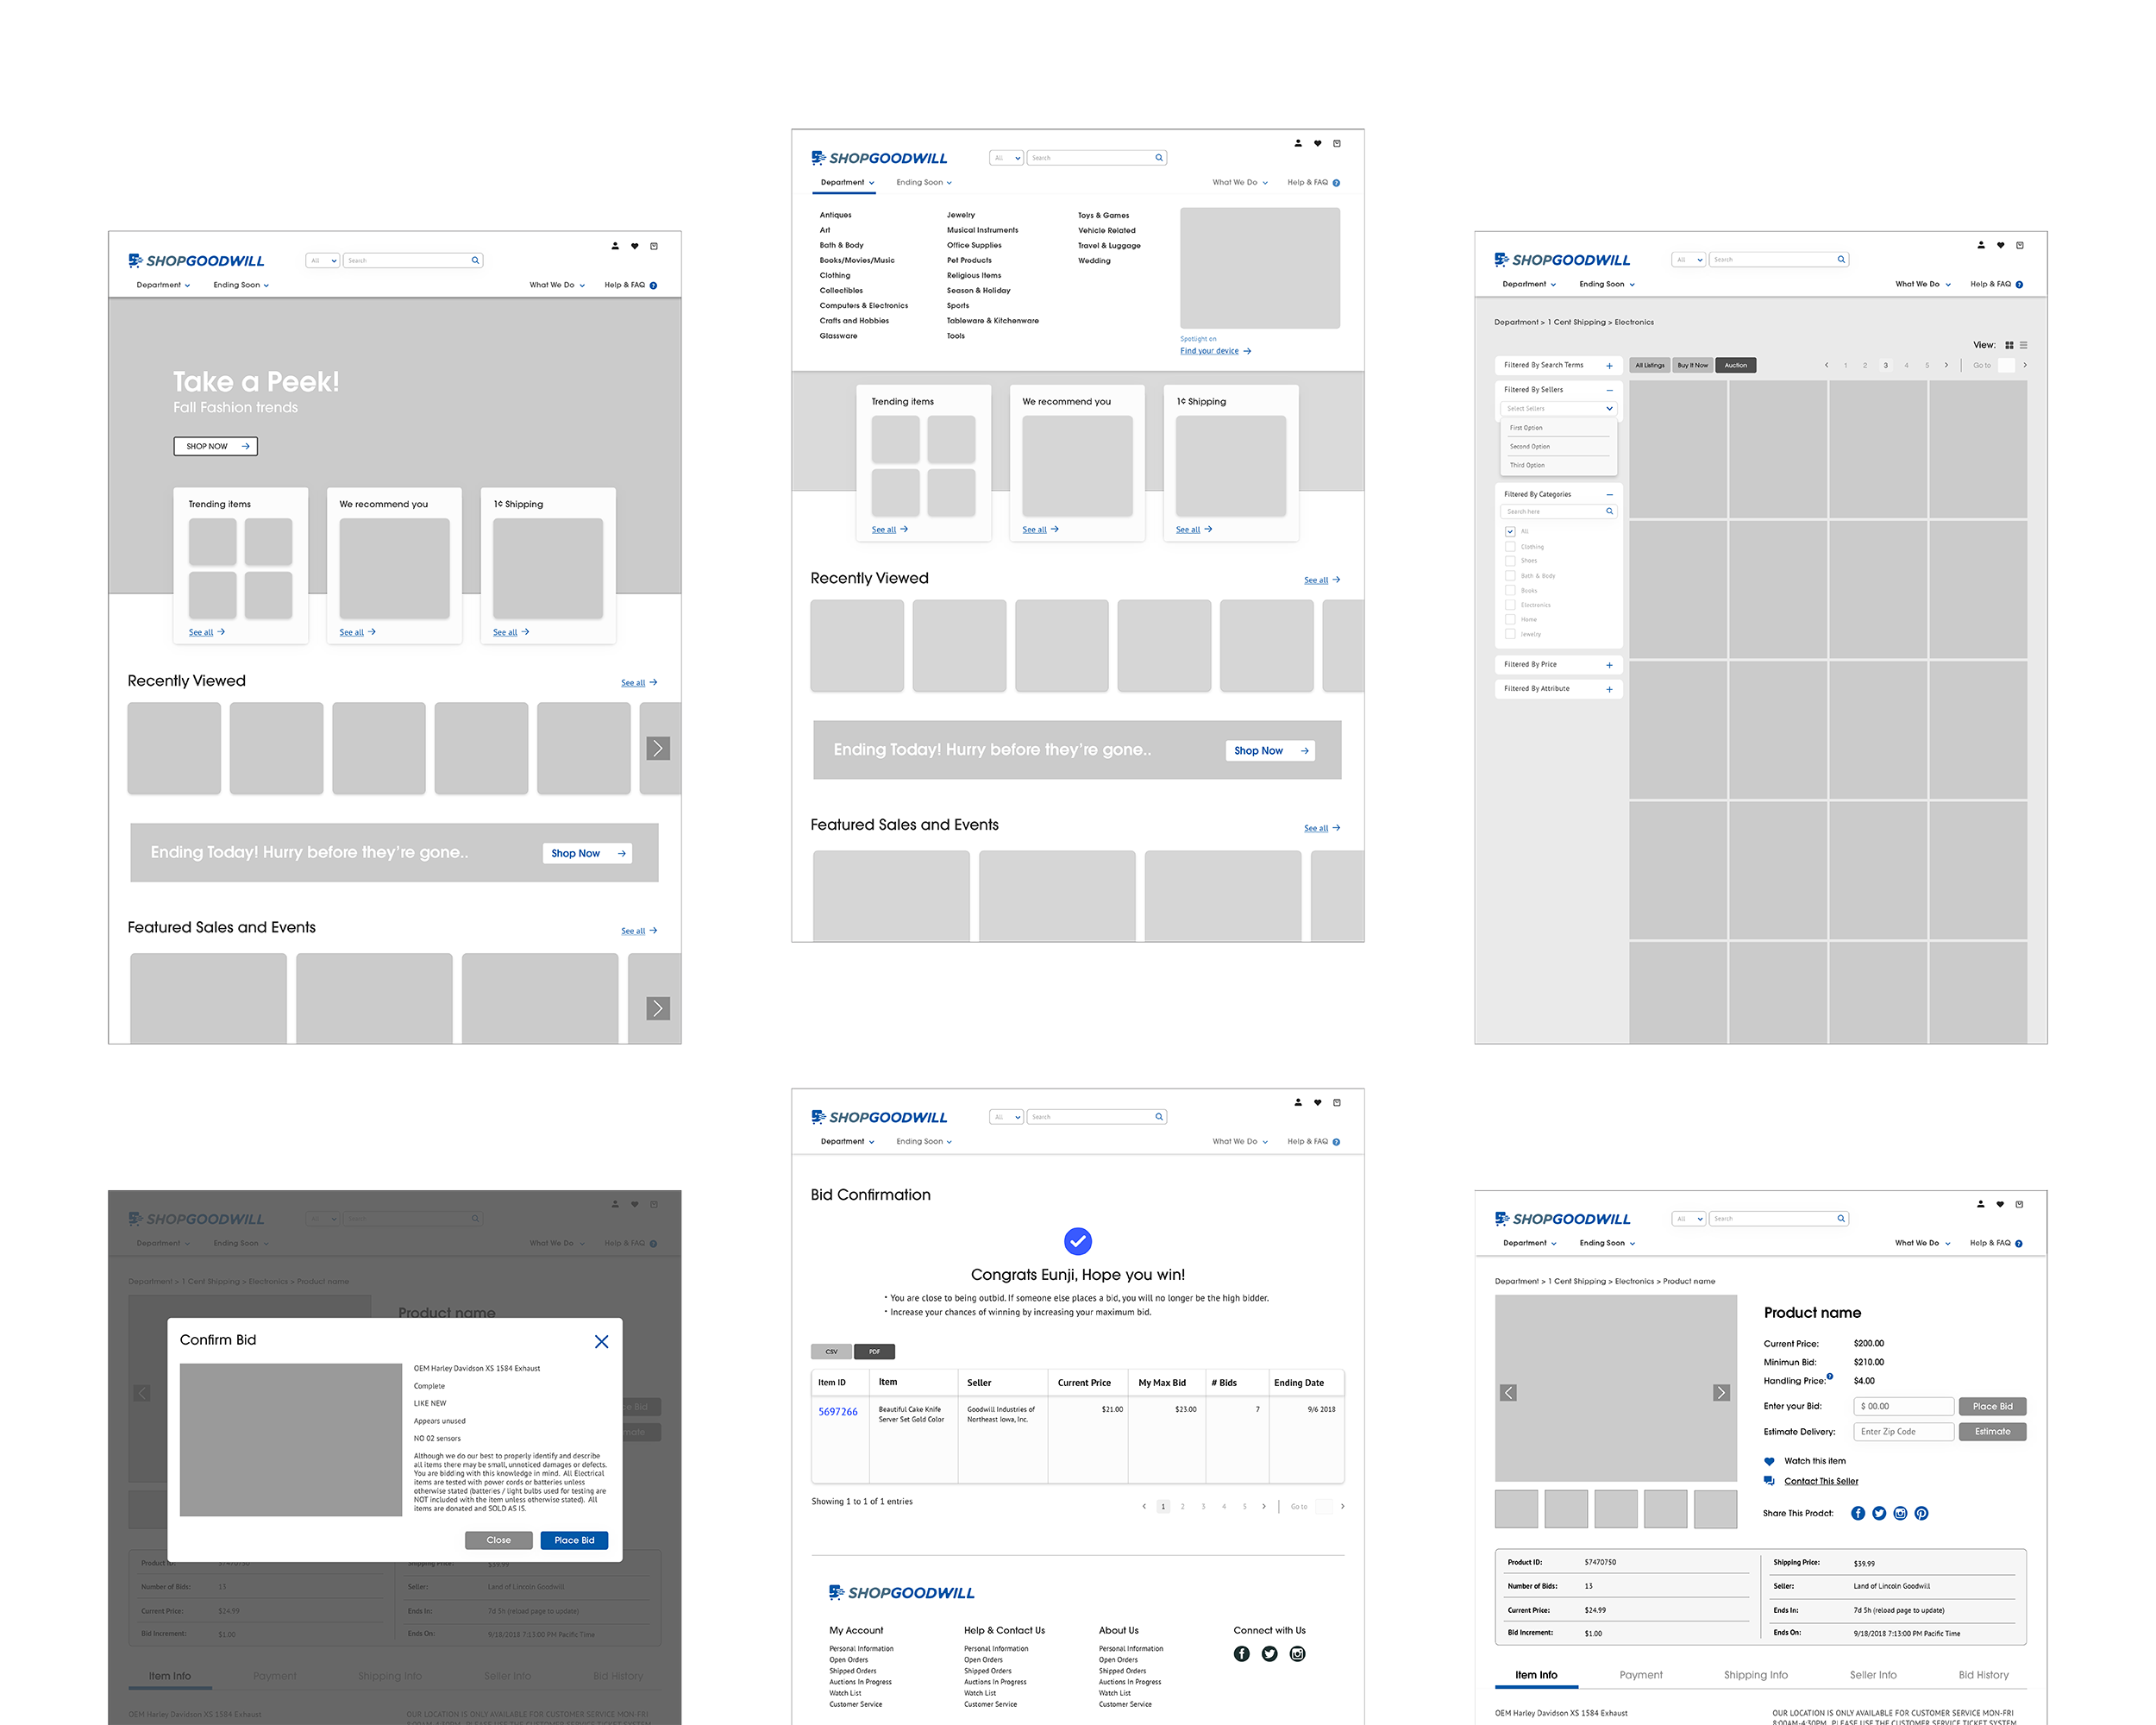 SHOPGOODWILL
All
Search
Department
Ending Soon
What We Do
Help & FAQ ?
Take a Peek!
Fall Fashion trends
SHOP NOW
Trending items
We recommend you
1¢ Shipping
See all
See all
See all
Recently Viewed
See all
Ending Today! Hurry before they're gone..
Shop Now
Featured Sales and Events
See all
SHOPGOODWILL
All
Search
Department
Ending Soon
What We Do
Help & FAQ ?
Antiques
Art
Bath & Body
Books/Movies/Music
Clothing
Collectibles
Computers & Electronics
Crafts and Hobbies
Glassware
Jewelry
Musical Instruments
Office Supplies
Pet Products
Religious Items
Season & Holiday
Sports
Tableware & Kitchenware
Tools
Toys & Games
Vehicle Related
Travel & Luggage
Wedding
Spotlight on
Find your device
Trending items
We recommend you
1¢ Shipping
See all
See all
See all
Recently Viewed
See all
Ending Today! Hurry before they're gone..
Shop Now
Featured Sales and Events
See all
SHOPGOODWILL
All
Search
Department
Ending Soon
What We Do
Help & FAQ ?
Department > 1 Cent Shipping > Electronics
View:
Filtered By Search Terms +
All Listings
Buy It Now
Auction
< 1 2 3 4 5 > | Go to >
Filtered By Sellers –
Select Sellers
First Option
Second Option
Third Option
Filtered By Categories –
Search here
All
Clothing
Shoes
Bath & Body
Books
Electronics
Home
Jewelry
Filtered By Price +
Filtered By Attribute +
SHOPGOODWILL
All
Search
Department
Ending Soon
What We Do
Help & FAQ ?
Department > 1 Cent Shipping > Electronics > Product name
Product name
Confirm Bid
OEM Harley Davidson XS 1584 Exhaust
Complete
LIKE NEW
Appears unused
NO 02 sensors
Although we do our best to properly identify and describe
all items there may be small, unnoticed damages or defects.
You are bidding with this knowledge in mind. All Electrical
items are tested with power cords or batteries unless
otherwise stated (batteries / light bulbs used for testing are
NOT included with the item unless otherwise stated). All
items are donated and SOLD AS IS.
Close
Place Bid
Product ID: 57470750
Shipping Price: $39.99
Number of Bids: 13
Seller: Land of Lincoln Goodwill
Current Price: $24.99
Ends In: 7d 5h (reload page to update)
Bid Increment: $1.00
Ends On: 9/18/2018 7:13:00 PM Pacific Time
Item Info
Payment
Shipping Info
Seller Info
Bid History
OEM Harley Davidson XS 1584 Exhaust
OUR LOCATION IS ONLY AVAILABLE FOR CUSTOMER SERVICE MON-FRI
SHOPGOODWILL
All
Search
Department
Ending Soon
What We Do
Help & FAQ ?
Bid Confirmation
Congrats Eunji, Hope you win!
• You are close to being outbid. If someone else places a bid, you will no longer be the high bidder.
• Increase your chances of winning by increasing your maximum bid.
CSV
PDF
Item ID Item Seller Current Price My Max Bid # Bids Ending Date
5697266
Beautiful Cake Knife
Server Set Gold Color
Goodwill Industries of
Northeast Iowa, Inc.
$21.00
$23.00
7
9/6 2018
Showing 1 to 1 of 1 entries
< 1 2 3 4 5 > | Go to >
SHOPGOODWILL
My Account
Personal Information
Open Orders
Shipped Orders
Auctions In Progress
Watch List
Customer Service
Help & Contact Us
Personal Information
Open Orders
Shipped Orders
Auctions In Progress
Watch List
Customer Service
About Us
Personal Information
Open Orders
Shipped Orders
Auctions In Progress
Watch List
Customer Service
Connect with Us
SHOPGOODWILL
All
Search
Department
Ending Soon
What We Do
Help & FAQ ?
Department > 1 Cent Shipping > Electronics > Product name
Product name
Current Price: $200.00
Minimun Bid: $210.00
Handling Price: ? $4.00
Enter your Bid: $ 00.00 Place Bid
Estimate Delivery: Enter Zip Code Estimate
Watch this item
Contact This Seller
Share This Prodct:
Product ID: 57470750
Shipping Price: $39.99
Number of Bids: 13
Seller: Land of Lincoln Goodwill
Current Price: $24.99
Ends In: 7d 5h (reload page to update)
Bid Increment: $1.00
Ends On: 9/18/2018 7:13:00 PM Pacific Time
Item Info
Payment
Shipping Info
Seller Info
Bid History
OEM Harley Davidson XS 1584 Exhaust
OUR LOCATION IS ONLY AVAILABLE FOR CUSTOMER SERVICE MON-FRI
8:00AM-4:30PM. PLEASE USE THE CUSTOMER SERVICE TICKET SYSTEM